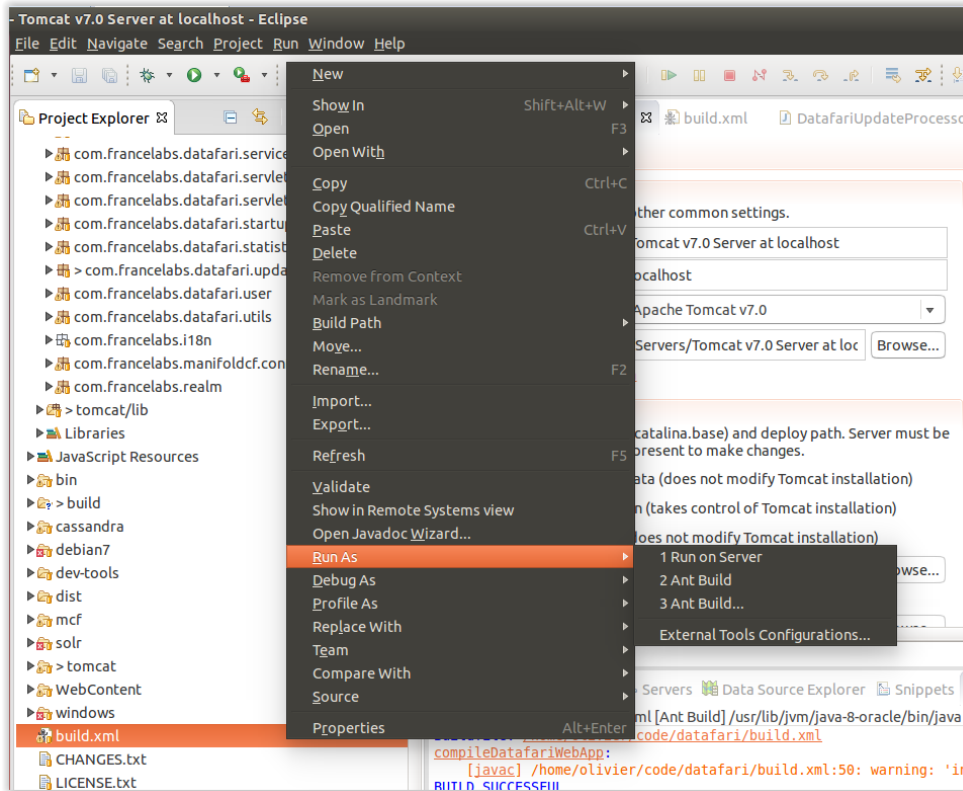 - Tomcat v7.0 Server at localhost - Eclipse
File Edit Navigate Search Project Run Window Help
Project Explorer
com.francelabs.datafari.service
com.francelabs.datafari.servlet
com.francelabs.datafari.servlet
com.francelabs.datafari.startu
com.francelabs.datafari.statist
> com.francelabs.datafari.upda
com.francelabs.datafari.user
com.francelabs.datafari.utils
com.francelabs.i18n
com.francelabs.manifoldcf.con
com.francelabs.realm
> tomcat/lib
Libraries
JavaScript Resources
bin
> build
cassandra
debian7
dev-tools
dist
mcf
solr
> tomcat
WebContent
windows
build.xml
CHANGES.txt
LICENSE.txt
New
Show In Shift+Alt+W
Open F3
Open With
Copy Ctrl+C
Copy Qualified Name
Paste Ctrl+V
Delete
Remove from Context
Mark as Landmark
Build Path
Move...
Rename... F2
Import...
Export...
Refresh F5
Validate
Show in Remote Systems view
Open Javadoc Wizard...
Run As
Debug As
Profile As
Replace With
Team
Compare With
Source
Properties Alt+Enter
1 Run on Server
2 Ant Build
3 Ant Build...
External Tools Configurations...
build.xml DatafariUpdateProcesso
other common settings.
Tomcat v7.0 Server at localhost
ocalhost
Apache Tomcat v7.0
Servers/Tomcat v7.0 Server at loc Browse...
catalina.base) and deploy path. Server must be
present to make changes.
ata (does not modify Tomcat installation)
n (takes control of Tomcat installation)
does not modify Tomcat installation)
owse...
Servers Data Source Explorer Snippets
ml [Ant Build] /usr/lib/jvm/java-8-oracle/bin/java
/code/datafari/build.xml
compileDatafariWebApp:
[javac] /home/olivier/code/datafari/build.xml:50: warning: 'in
BUILD SUCCESSFUL